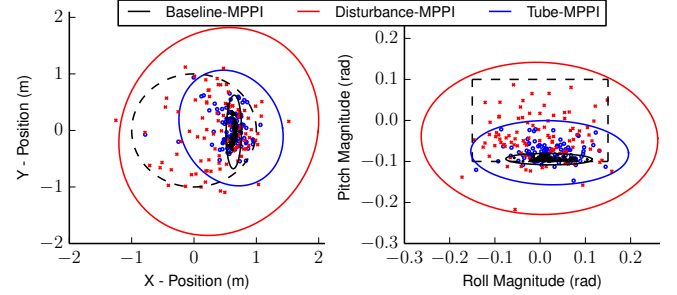 Baseline-MPPI Disturbance-MPPI Tube-MPPI
Y - Position (m)
2
1
0
−1
−2
−2 −1 0 1 2
X - Position (m)
Pitch Magnitude (rad)
0.2
0.1
0.0
−0.1
−0.2
−0.3
−0.3 −0.2 −0.1 0.0 0.1 0.2
Roll Magnitude (rad)